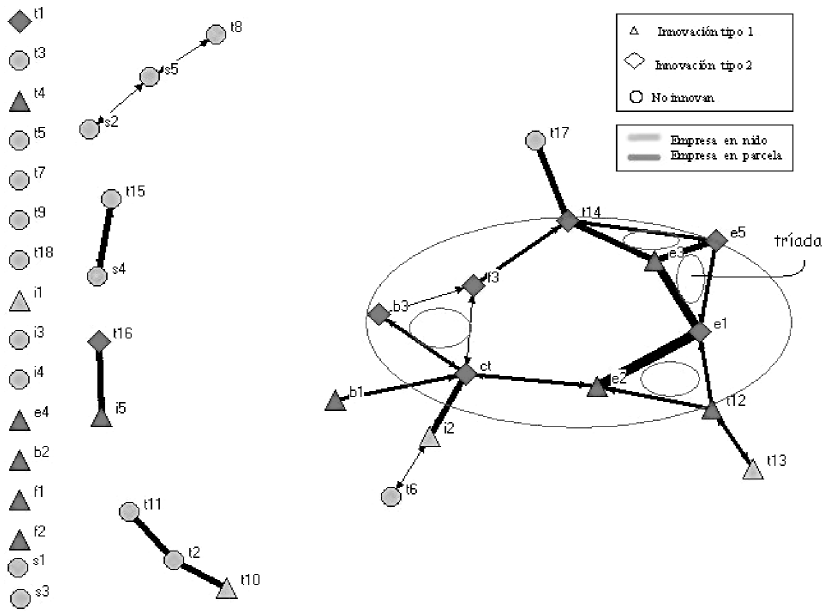 t1
t3
t4
t5
t7
t9
t18
i1
i3
i4
e4
b2
f1
f2
s1
s3
t8
s5
s2
t15
s4
t16
i5
t11
t2
t10
Innovación tipo 1
Innovación tipo 2
No innovan
Empresa en nido
Empresa en parcela
t17
t14
e5
tríada
e3
f3
b3
e1
ct
e2
b1
t12
i2
t13
t6